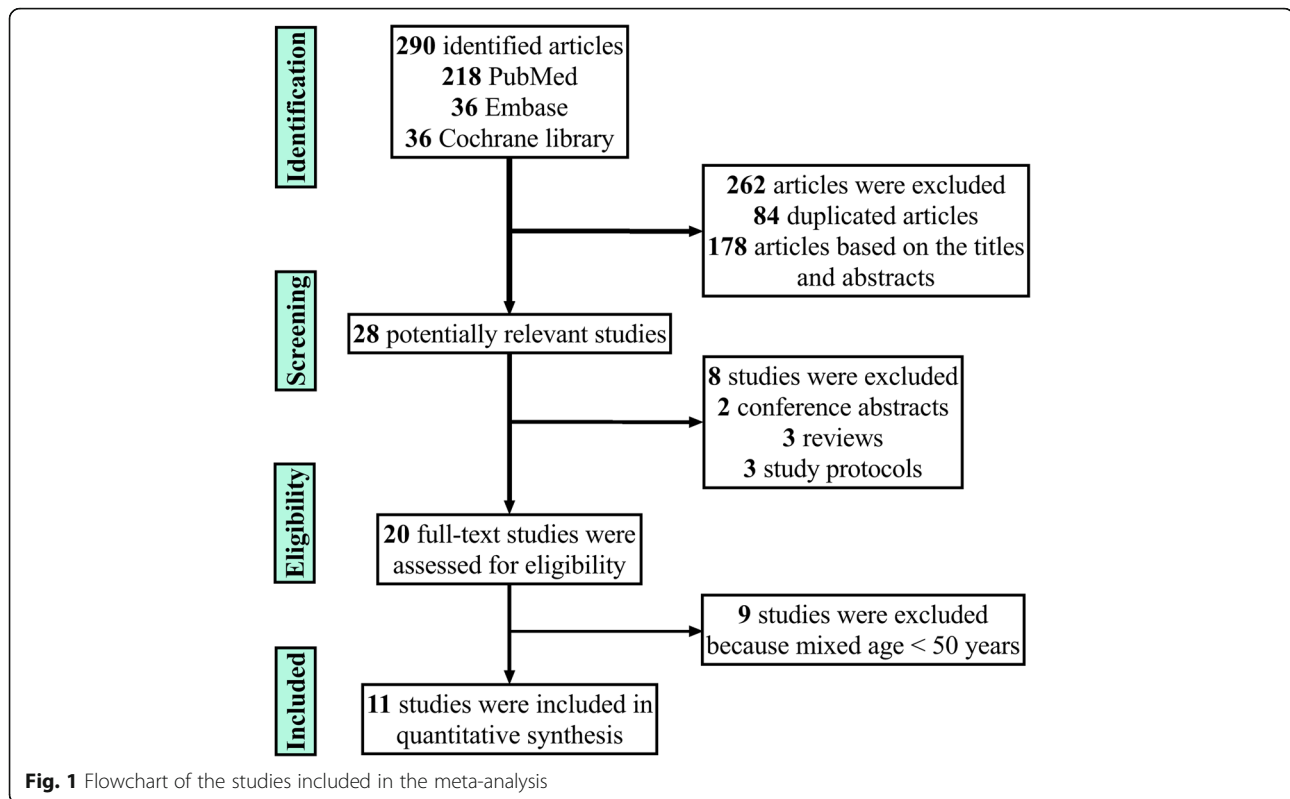 Identification
290 identified articles
218 PubMed
36 Embase
36 Cochrane library
262 articles were excluded
84 duplicated articles
178 articles based on the titles
and abstracts
Screening
28 potentially relevant studies
8 studies were excluded
2 conference abstracts
3 reviews
3 study protocols
Eligibility
20 full-text studies were
assessed for eligibility
9 studies were excluded
because mixed age < 50 years
Included
11 studies were included in
quantitative synthesis
Fig. 1 Flowchart of the studies included in the meta-analysis